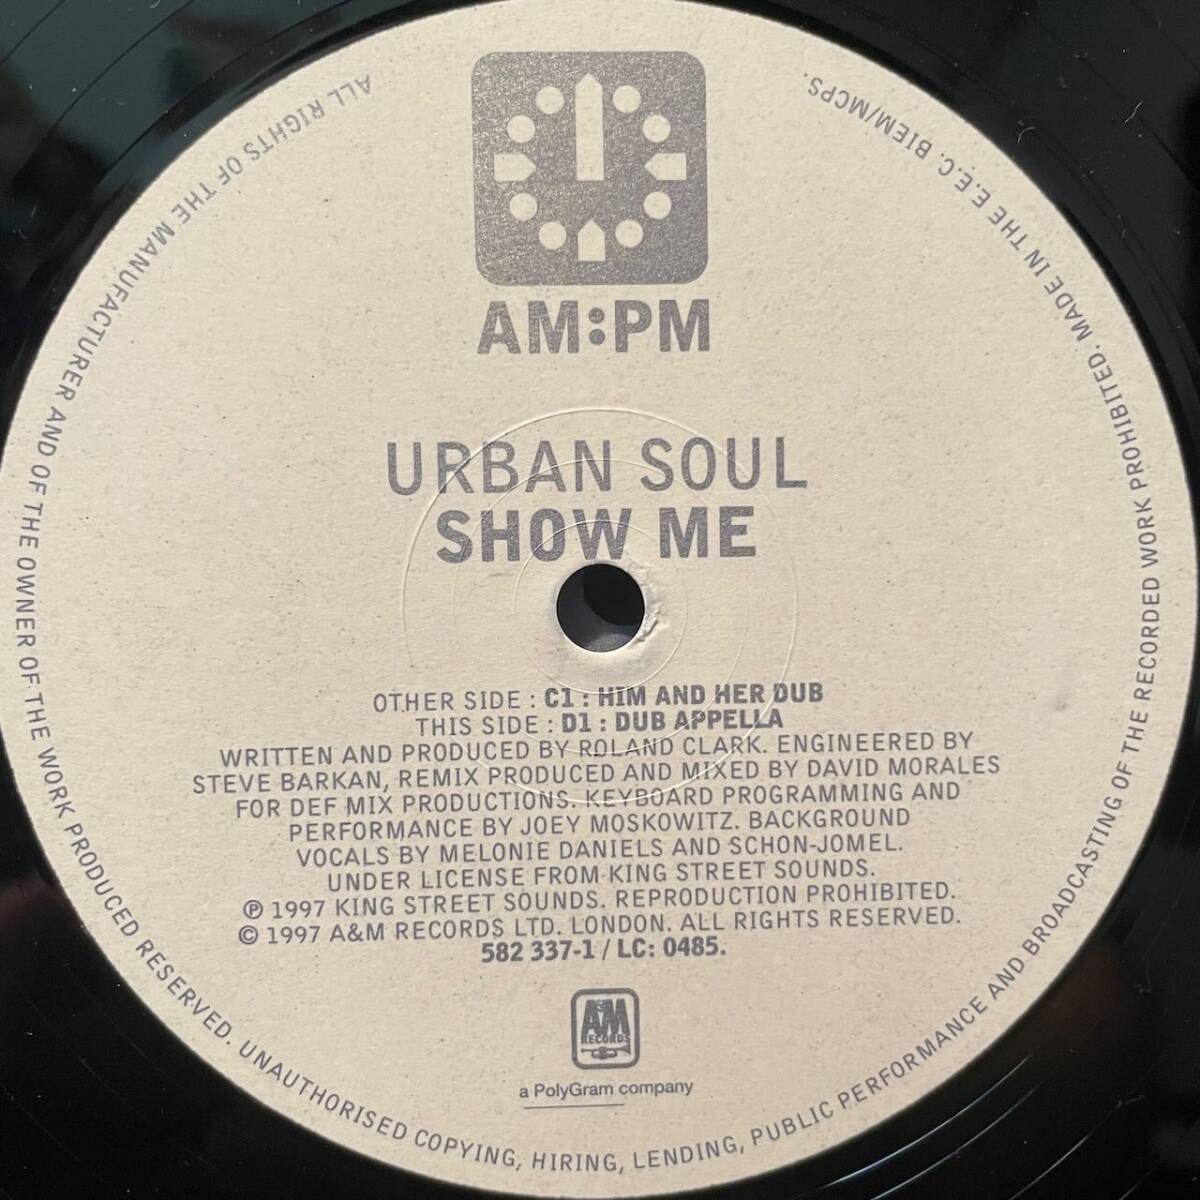 AM:PM
URBAN SOUL
SHOW ME
OTHER SIDE : C1 : HIM AND HER DUB
THIS SIDE : D1 : DUB APPELLA
WRITTEN AND PRODUCED BY ROLAND CLARK. ENGINEERED BY
STEVE BARKAN, REMIX PRODUCED AND MIXED BY DAVID MORALES
FOR DEF MIX PRODUCTIONS. KEYBOARD PROGRAMMING AND
PERFORMANCE BY JOEY MOSKOWITZ. BACKGROUND
VOCALS BY MELONIE DANIELS AND SCHON-JOMEL.
UNDER LICENSE FROM KING STREET SOUNDS.
℗ 1997 KING STREET SOUNDS. REPRODUCTION PROHIBITED.
© 1997 A&M RECORDS LTD. LONDON. ALL RIGHTS RESERVED.
582 337-1 / LC: 0485.
A&M
RECORDS
a PolyGram company
ALL RIGHTS OF THE MANUFACTURER AND OF THE OWNER OF THE WORK PRODUCED RESERVED. UNAUTHORISED COPYING, HIRING, LENDING, PUBLIC PERFORMANCE AND BROADCASTING OF THE RECORDED WORK PROHIBITED. MADE IN THE E.E.C. BIEM/MCPS.